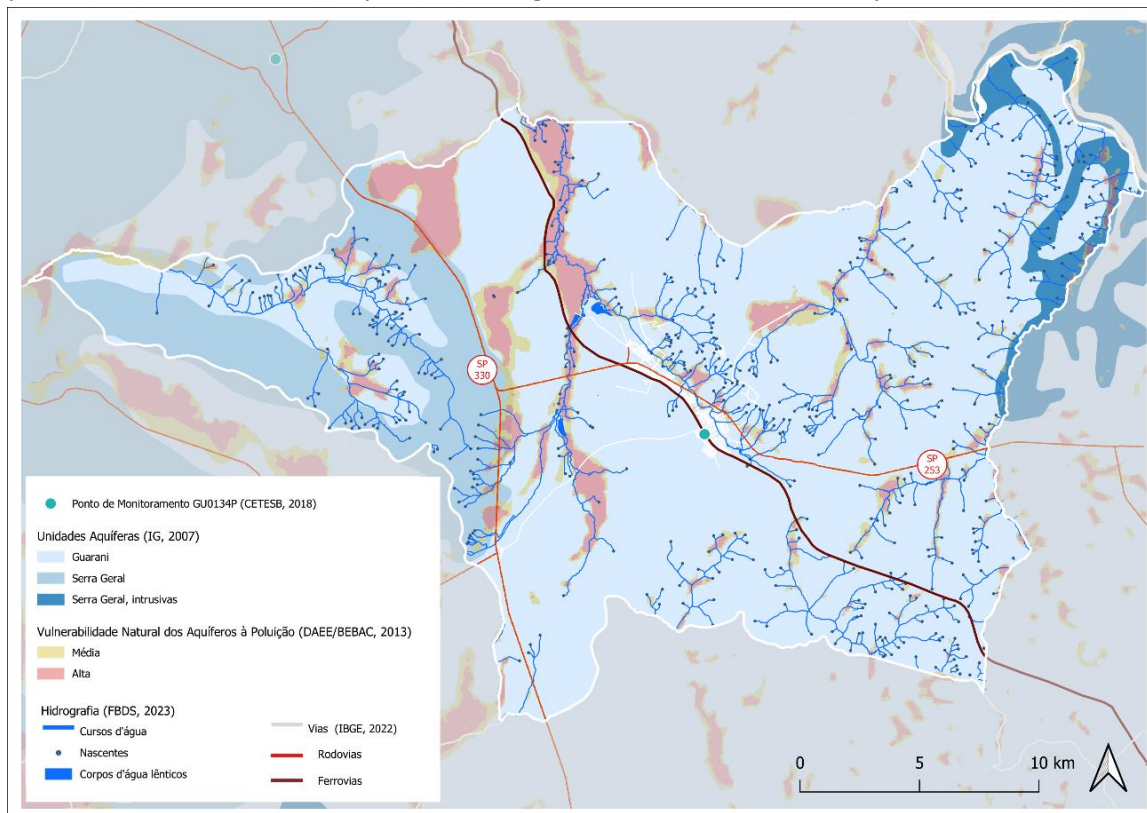 SP
330
SP
253
Ponto de Monitoramento GU0134P (CETESB, 2018)
Unidades Aquíferas (IG, 2007)
Guarani
Serra Geral
Serra Geral, intrusivas
Vulnerabilidade Natural dos Aquíferos à Poluição (DAEE/BEBAC, 2013)
Média
Alta
Hidrografia (FBDS, 2023)
Cursos d'água
Nascentes
Corpos d'água lênticos
Vias (IBGE, 2022)
Rodovias
Ferrovias
0 5 10 km